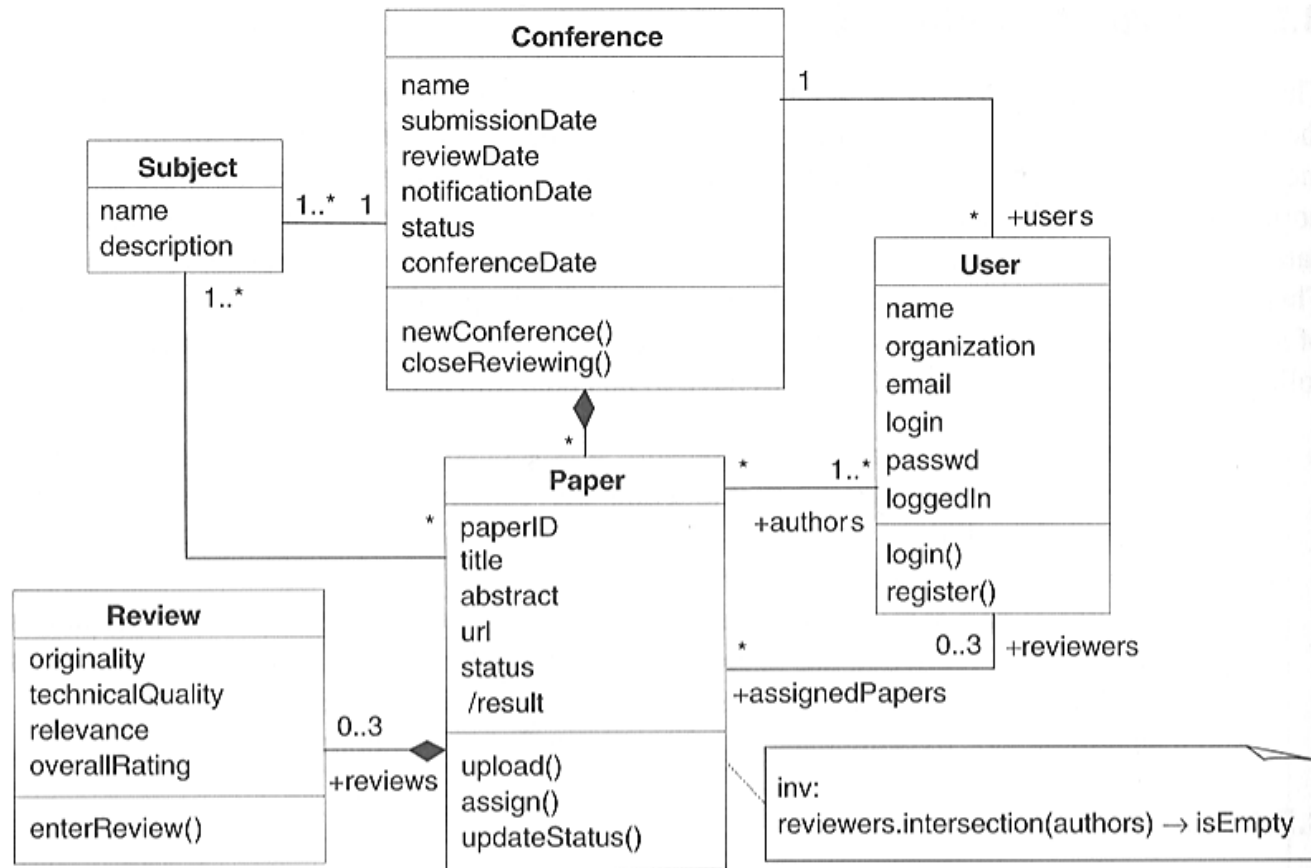 Conference
name
submissionDate
reviewDate
notificationDate
status
conferenceDate
newConference()
closeReviewing()
1
* +users
Subject
name
description
1..* 1
1..*
*
User
name
organization
email
login
passwd
loggedIn
login()
register()
*
Paper
paperID
title
abstract
url
status
/result
upload()
assign()
updateStatus()
* 1..*
+authors
* 0..3 +reviewers
+assignedPapers
Review
originality
technicalQuality
relevance
overallRating
enterReview()
0..3
+reviews
inv:
reviewers.intersection(authors) → isEmpty